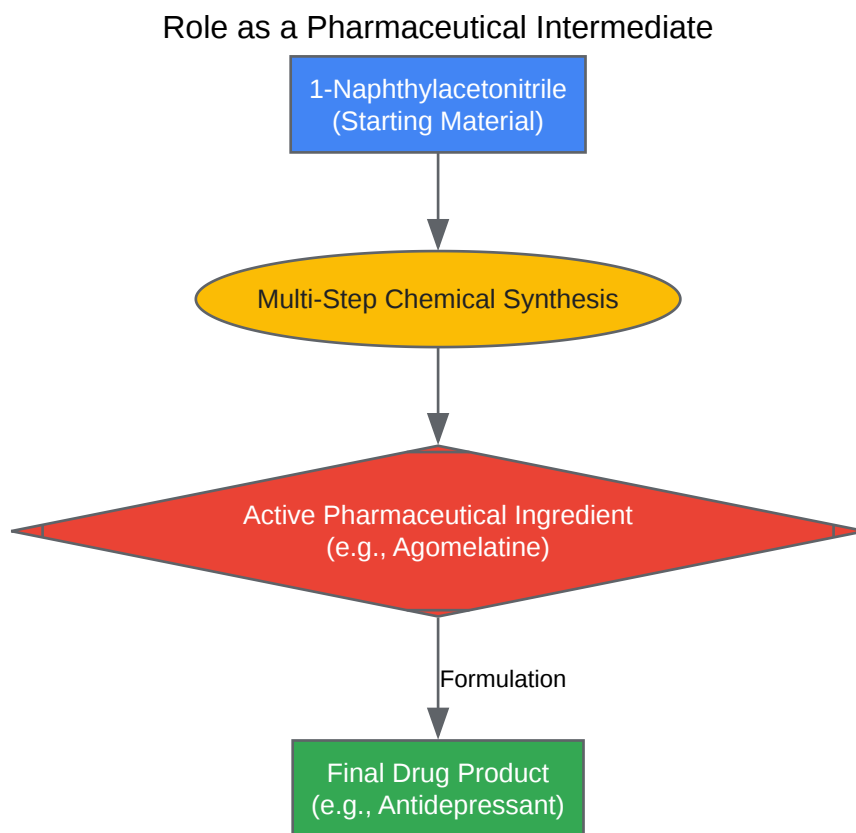 Role as a Pharmaceutical Intermediate
1-Naphthylacetonitrile
(Starting Material)
Multi-Step Chemical Synthesis
Active Pharmaceutical Ingredient
(e.g., Agomelatine)
Formulation
Final Drug Product
(e.g., Antidepressant)